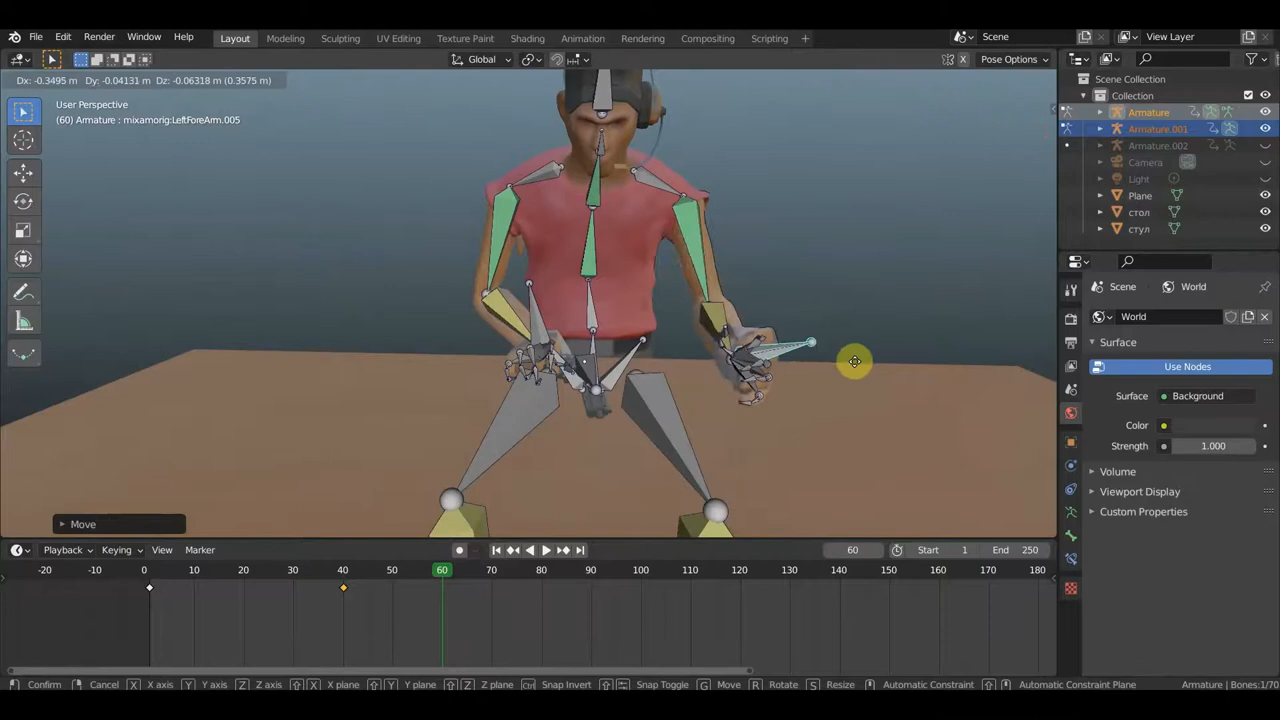 File Edit Render Window Help Layout Modeling Sculpting UV Editing Texture Paint Shading Animation Rendering Compositing Scripting + Scene View Layer
Global Pose Options
Dx: -0.3495 m Dy: -0.04131 m Dz: -0.06318 m (0.3575 m)
User Perspective
(60) Armature : mixamorig:LeftForeArm.005
Scene Collection
Collection
Armature
Armature.001
Armature.002
Camera
Light
Plane
стол
стул
Scene World
World
Surface
Use Nodes
Surface Background
Color
Strength 1.000
Volume
Viewport Display
Custom Properties
Move
Playback Keying View Marker 60 Start 1 End 250
-20 -10 0 10 20 30 40 50 60 70 80 90 100 110 120 130 140 150 160 170 180
Confirm Cancel X X axis Y Y axis Z Z axis X X plane Y Y plane Z Z plane Ctrl Snap Invert Snap Toggle G Move R Rotate S Resize Automatic Constraint Automatic Constraint Plane Armature | Bones:1/70